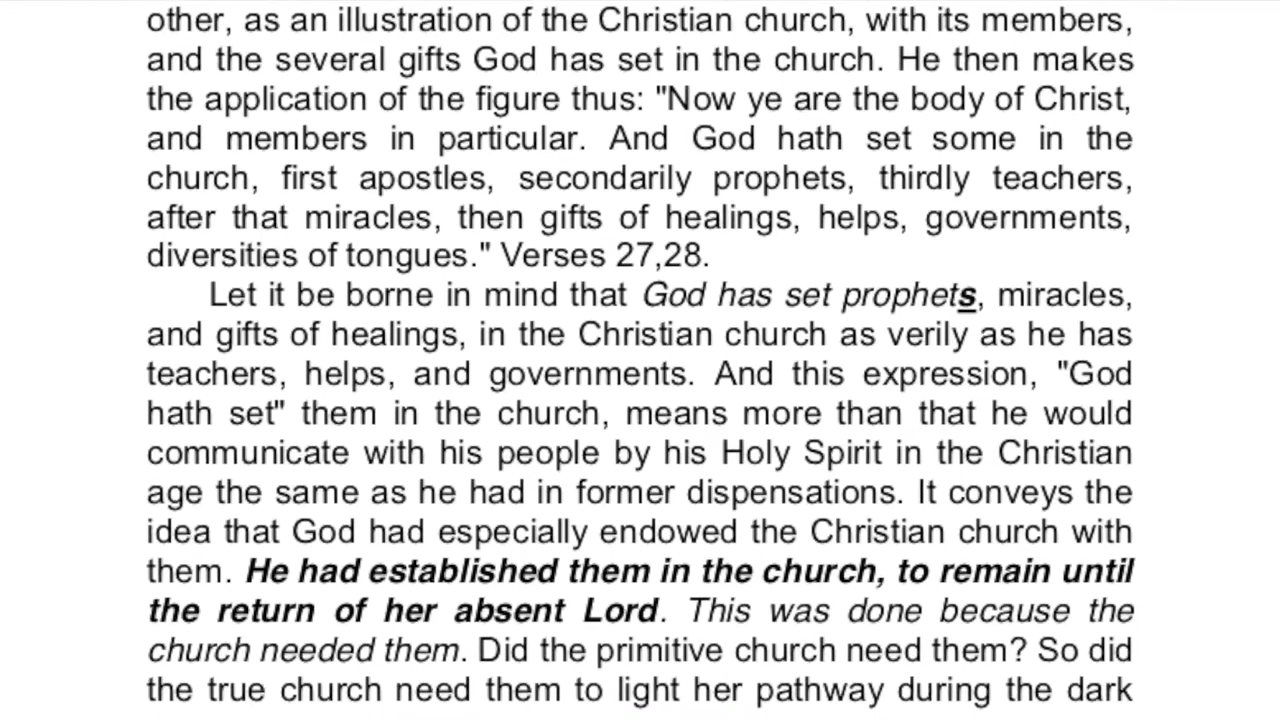 other, as an illustration of the Christian church, with its members,
and the several gifts God has set in the church. He then makes
the application of the figure thus: "Now ye are the body of Christ,
and members in particular. And God hath set some in the
church, first apostles, secondarily prophets, thirdly teachers,
after that miracles, then gifts of healings, helps, governments,
diversities of tongues." Verses 27,28.
Let it be borne in mind that God has set prophets, miracles,
and gifts of healings, in the Christian church as verily as he has
teachers, helps, and governments. And this expression, "God
hath set" them in the church, means more than that he would
communicate with his people by his Holy Spirit in the Christian
age the same as he had in former dispensations. It conveys the
idea that God had especially endowed the Christian church with
them. He had established them in the church, to remain until
the return of her absent Lord. This was done because the
church needed them. Did the primitive church need them? So did
the true church need them to light her pathway during the dark